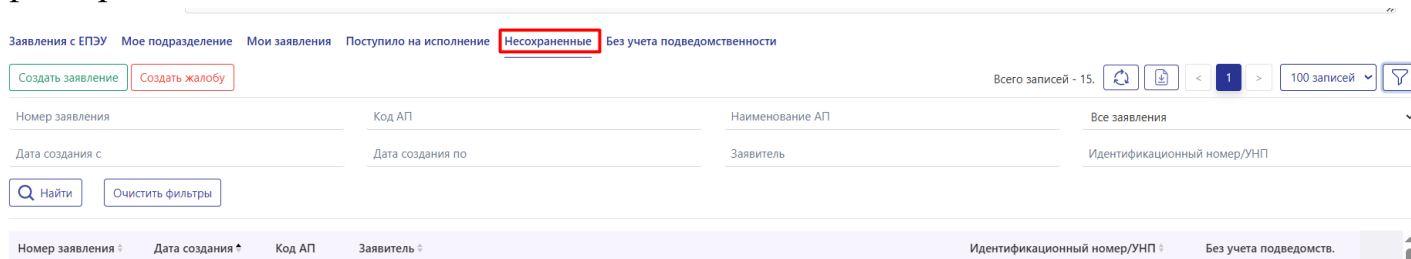 Заявления с ЕПЭУ Мое подразделение Мои заявления Поступило на исполнение Несохраненные Без учета подведомственности
Создать заявление Создать жалобу Всего записей - 15. < 1 > 100 записей
Номер заявления Код АП Наименование АП Все заявления
Дата создания с Дата создания по Заявитель Идентификационный номер/УНП
Найти Очистить фильтры
Номер заявления Дата создания Код АП Заявитель Идентификационный номер/УНП Без учета подведомств.